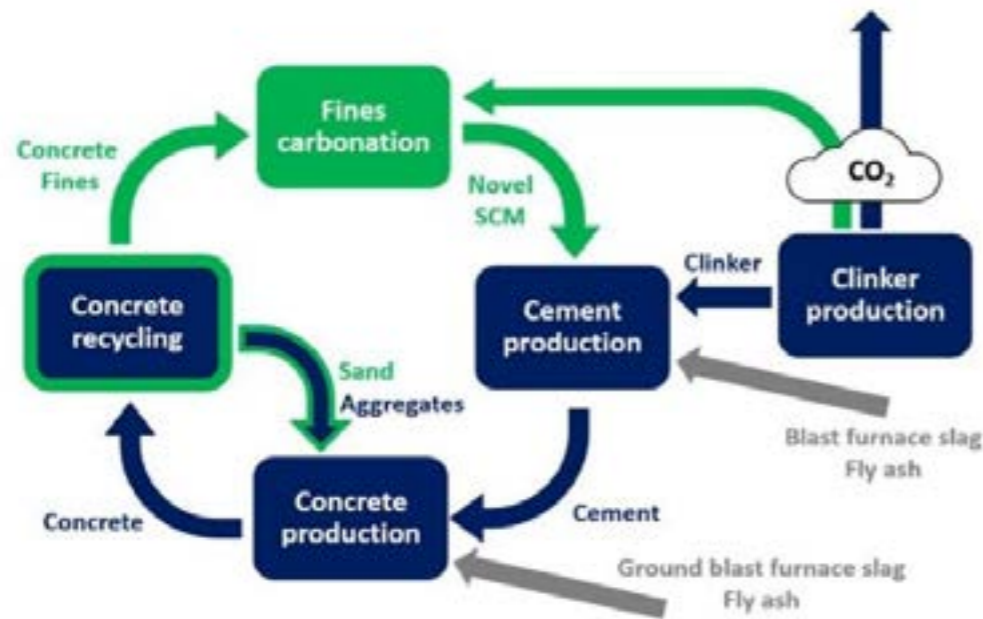 Fines
carbonation
Concrete
Fines
Novel
SCM
CO₂
Concrete
recycling
Clinker
Cement
production
Clinker
production
Sand
Aggregates
Blast furnace slag
Fly ash
Concrete
Concrete
production
Cement
Ground blast furnace slag
Fly ash